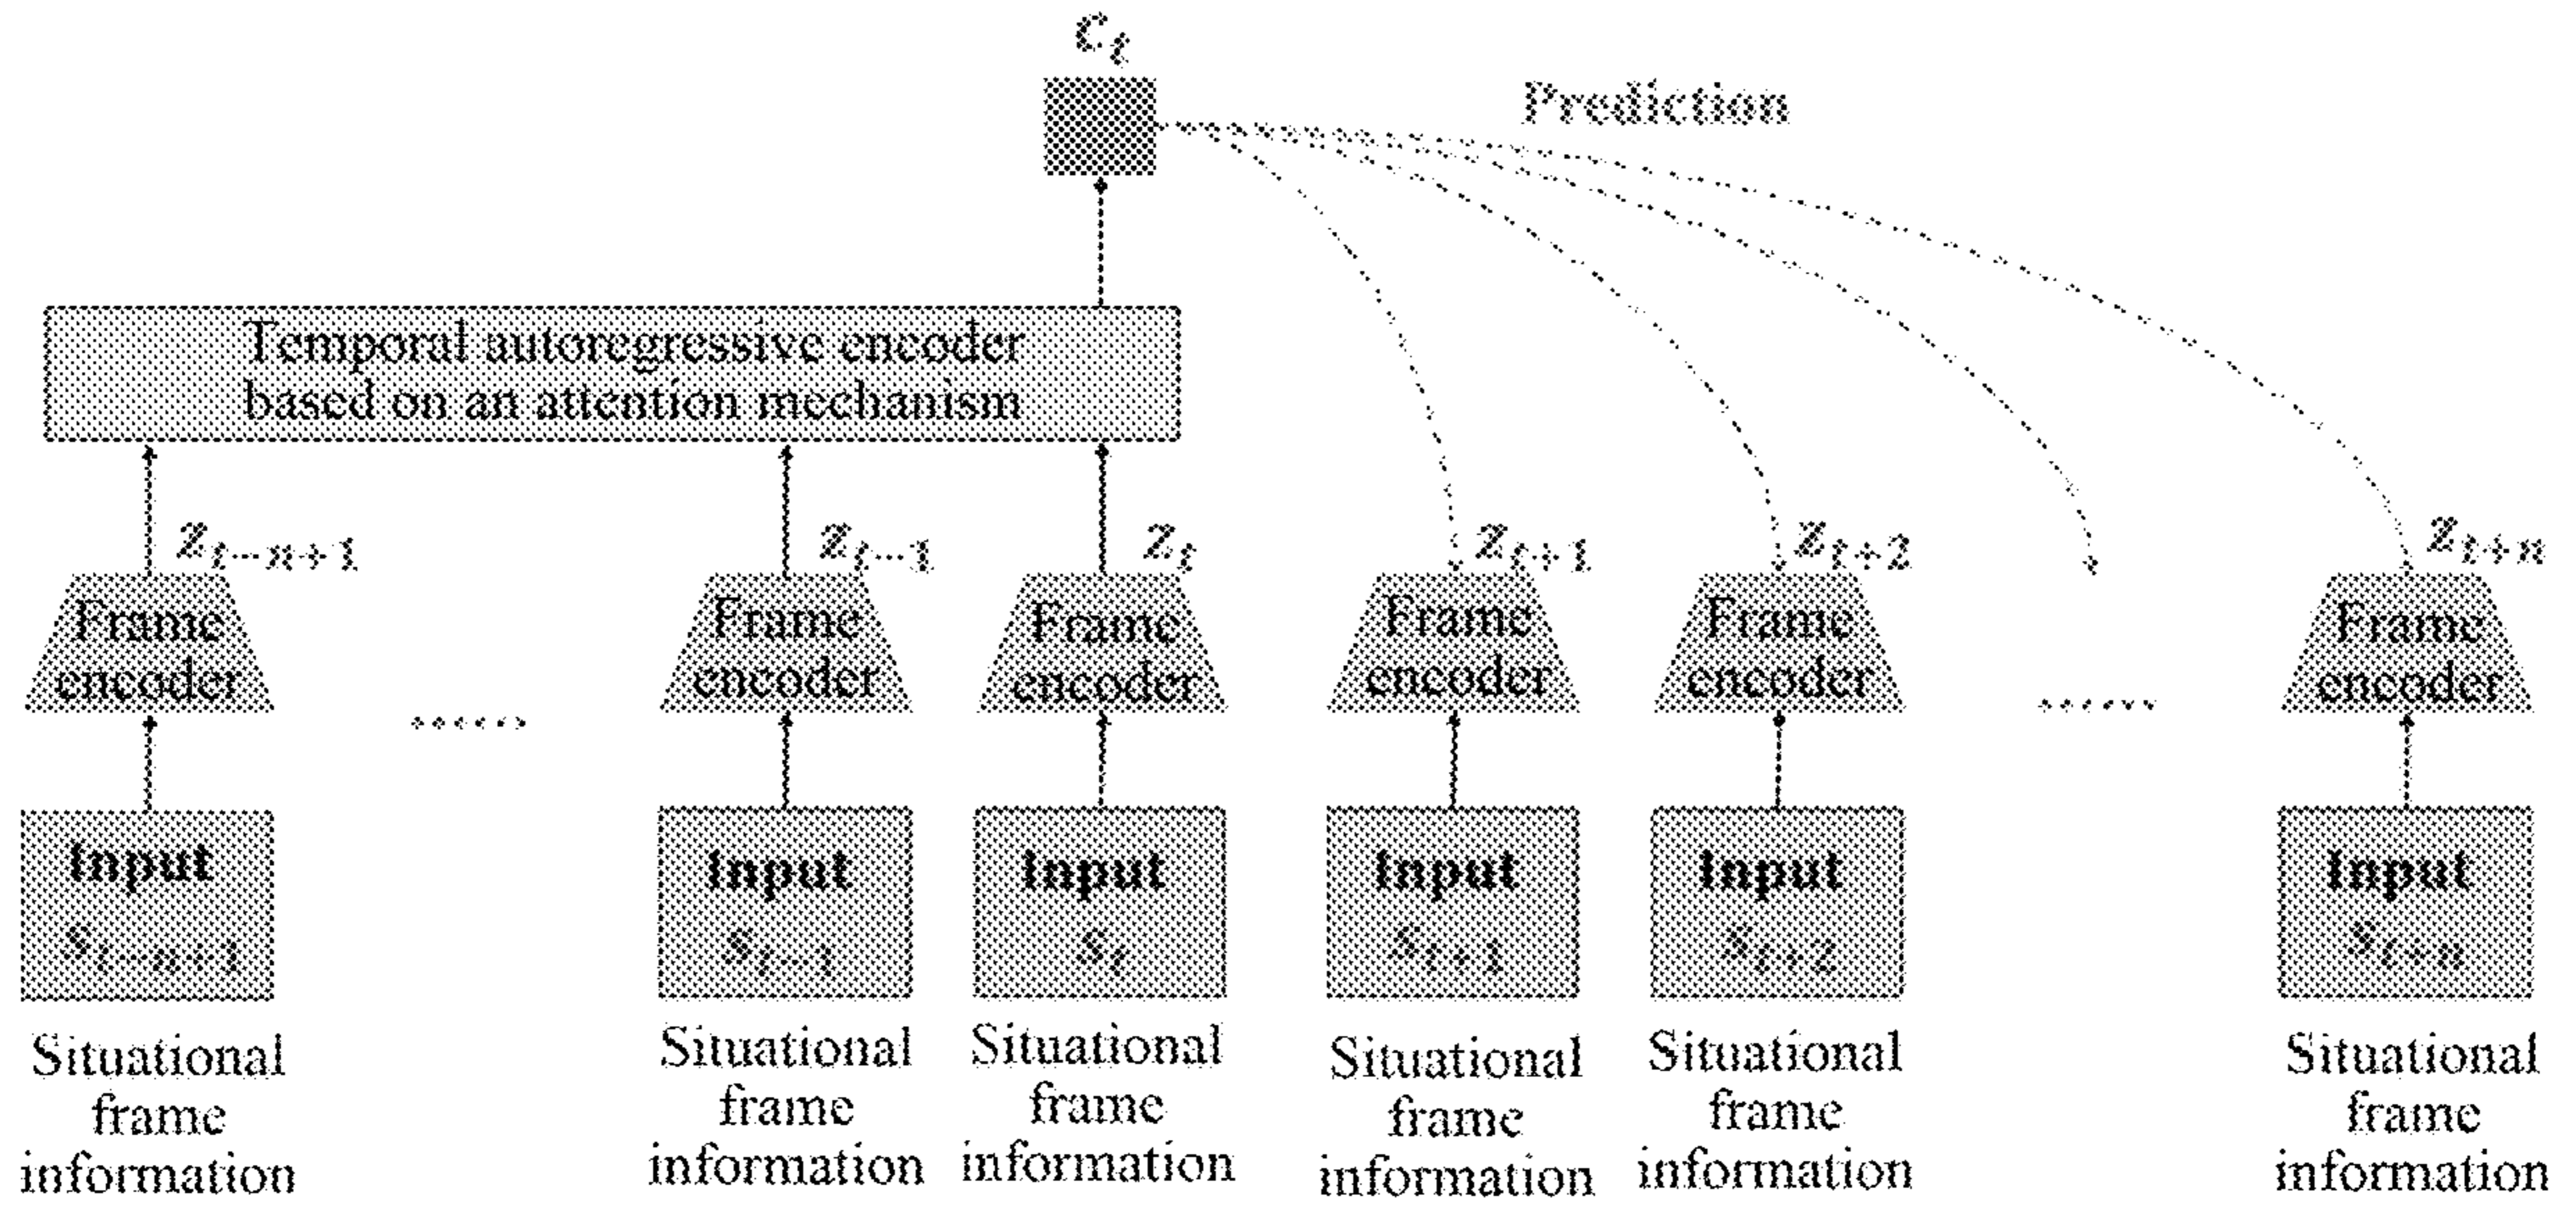 c_t
Prediction
Temporal autoregressive encoder
based on an attention mechanism
z_{t-n+1}
z_{t-1}
z_t
z_{t+1}
z_{t+2}
z_{t+n}
Frame
encoder
Frame
encoder
Frame
encoder
Frame
encoder
Frame
encoder
Frame
encoder
......
......
Input
s_{t-n+1}
Input
s_{t-1}
Input
s_t
Input
s_{t+1}
Input
s_{t+2}
Input
s_{t+n}
Situational
frame
information
Situational
frame
information
Situational
frame
information
Situational
frame
information
Situational
frame
information
Situational
frame
information